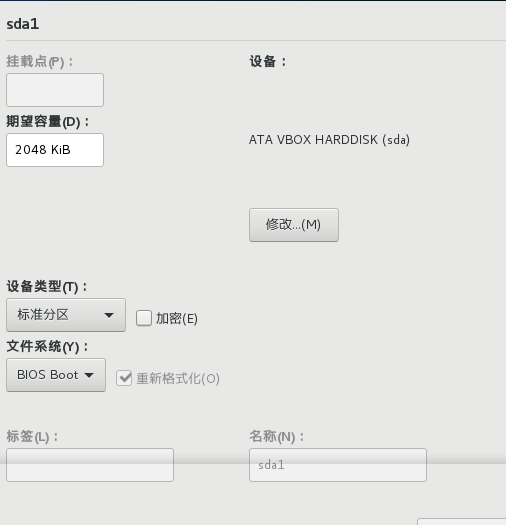 sda1
挂载点(P)：
设备：
期望容量(D)：
2048 KiB
ATA VBOX HARDDISK (sda)
修改...(M)
设备类型(T)：
标准分区
加密(E)
文件系统(Y)：
BIOS Boot
重新格式化(O)
标签(L)：
名称(N)：
sda1